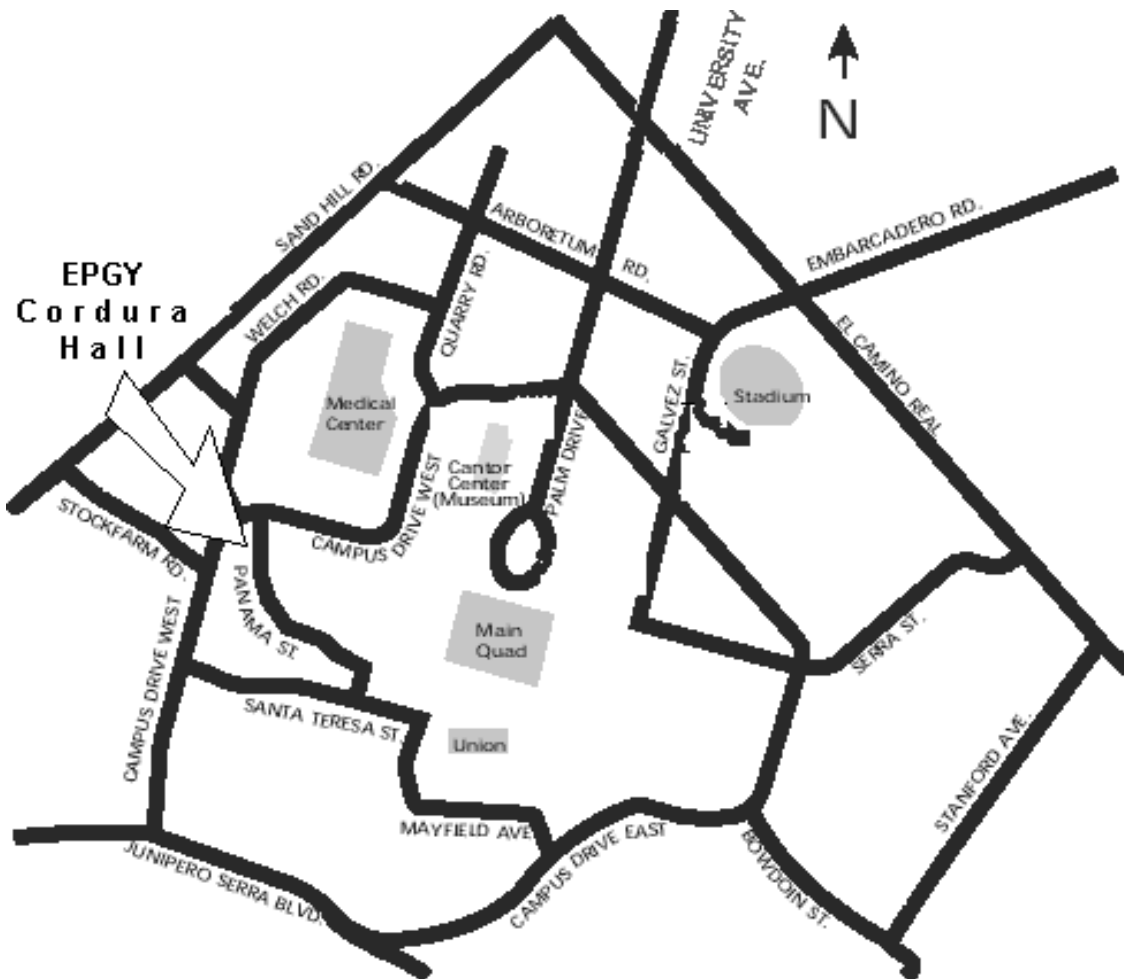 UNIVERSITY
AVE.
N
SAND HILL RD.
ARBORETUM RD.
EMBARCADERO RD.
EPGY
Cordura
Hall
WELCH RD.
QUARRY RD.
EL CAMINO REAL
GALVEZ ST.
Stadium
Medical
Center
PALM DRIVE
Cantor
Center
(Museum)
STOCKFARM RD.
CAMPUS DRIVE WEST
PANAMA ST.
CAMPUS DRIVE WEST
Main
Quad
SERRA ST.
SANTA TERESA ST.
Union
STANFORD AVE.
MAYFIELD AVE.
CAMPUS DRIVE EAST
BOWDOIN ST.
JUNIPERO SERRA BLVD.